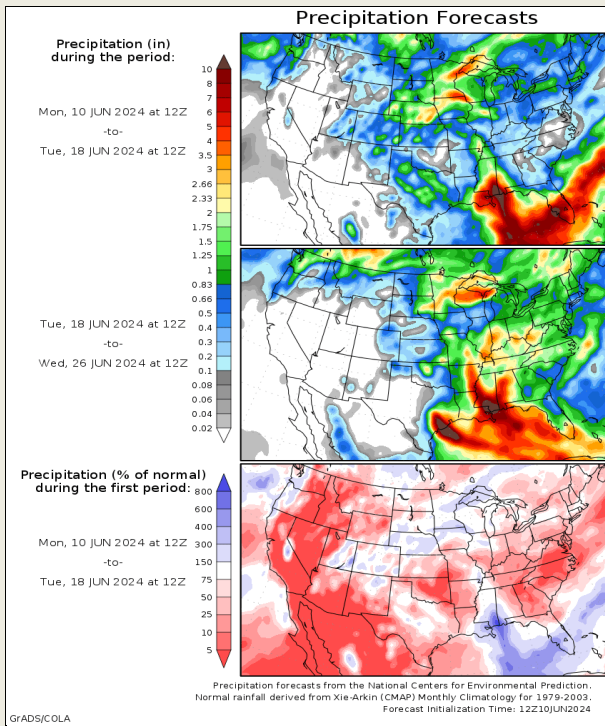 Precipitation Forecasts
Precipitation (in)
during the period:
Mon, 10 JUN 2024 at 12Z
-to-
Tue, 18 JUN 2024 at 12Z
10
8
7
6
5
4
3.5
3
2.66
2.33
2
1.75
1.5
1.25
1
0.83
0.66
0.5
0.4
0.3
0.2
0.1
0.08
0.06
0.04
0.02
Tue, 18 JUN 2024 at 12Z
-to-
Wed, 26 JUN 2024 at 12Z
Precipitation (% of normal)
during the first period:
Mon, 10 JUN 2024 at 12Z
-to-
Tue, 18 JUN 2024 at 12Z
800
600
400
300
150
75
50
25
10
5
Precipitation forecasts from the National Centers for Environmental Prediction.
Normal rainfall derived from Xie-Arkin (CMAP) Monthly Climatology for 1979-2003.
Forecast Initialization Time: 12Z10JUN2024
GrADS/COLA